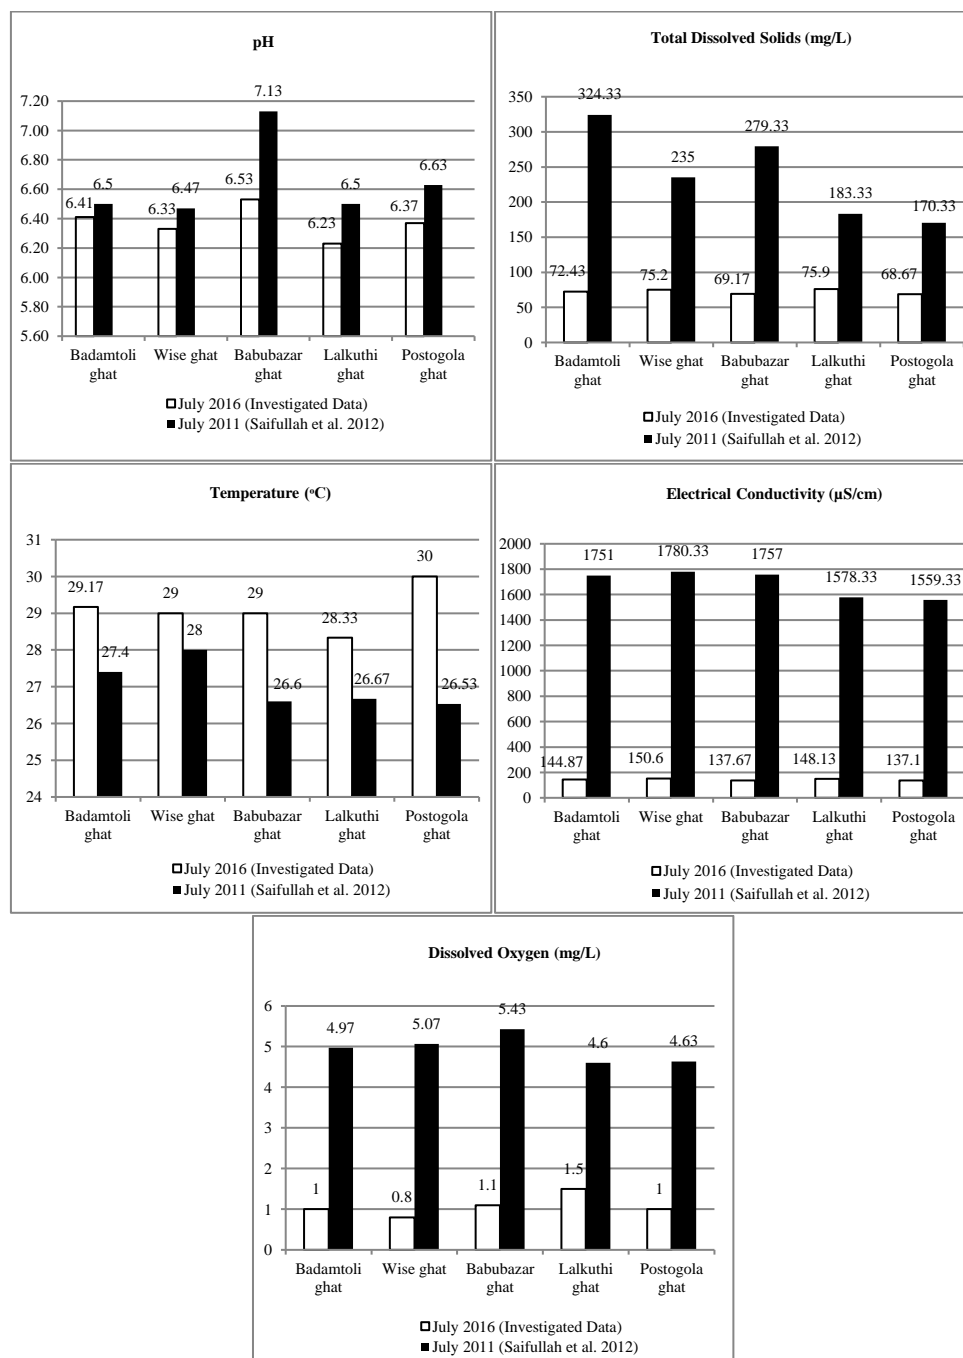 pH
7.20
7.00
6.80
6.60
6.40
6.20
6.00
5.80
5.60
6.41
6.5
6.33
6.47
6.53
7.13
6.23
6.5
6.37
6.63
Badamtoli
ghat
Wise ghat
Babubazar
ghat
Lalkuthi
ghat
Postogola
ghat
July 2016 (Investigated Data)
July 2011 (Saifullah et al. 2012)
Total Dissolved Solids (mg/L)
350
300
250
200
150
100
50
0
72.43
324.33
75.2
235
69.17
279.33
75.9
183.33
68.67
170.33
Badamtoli
ghat
Wise ghat
Babubazar
ghat
Lalkuthi
ghat
Postogola
ghat
July 2016 (Investigated Data)
July 2011 (Saifullah et al. 2012)
Temperature (°C)
31
30
29
28
27
26
25
24
29.17
27.4
29
28
29
26.6
28.33
26.67
30
26.53
Badamtoli
ghat
Wise ghat
Babubazar
ghat
Lalkuthi
ghat
Postogola
ghat
July 2016 (Investigated Data)
July 2011 (Saifullah et al. 2012)
Electrical Conductivity (µS/cm)
2000
1800
1600
1400
1200
1000
800
600
400
200
0
144.87
1751
150.6
1780.33
137.67
1757
148.13
1578.33
137.1
1559.33
Badamtoli
ghat
Wise ghat
Babubazar
ghat
Lalkuthi
ghat
Postogola
ghat
July 2016 (Investigated Data)
July 2011 (Saifullah et al. 2012)
Dissolved Oxygen (mg/L)
6
5
4
3
2
1
0
1
4.97
0.8
5.07
1.1
5.43
1.5
4.6
1
4.63
Badamtoli
ghat
Wise ghat
Babubazar
ghat
Lalkuthi
ghat
Postogola
ghat
July 2016 (Investigated Data)
July 2011 (Saifullah et al. 2012)